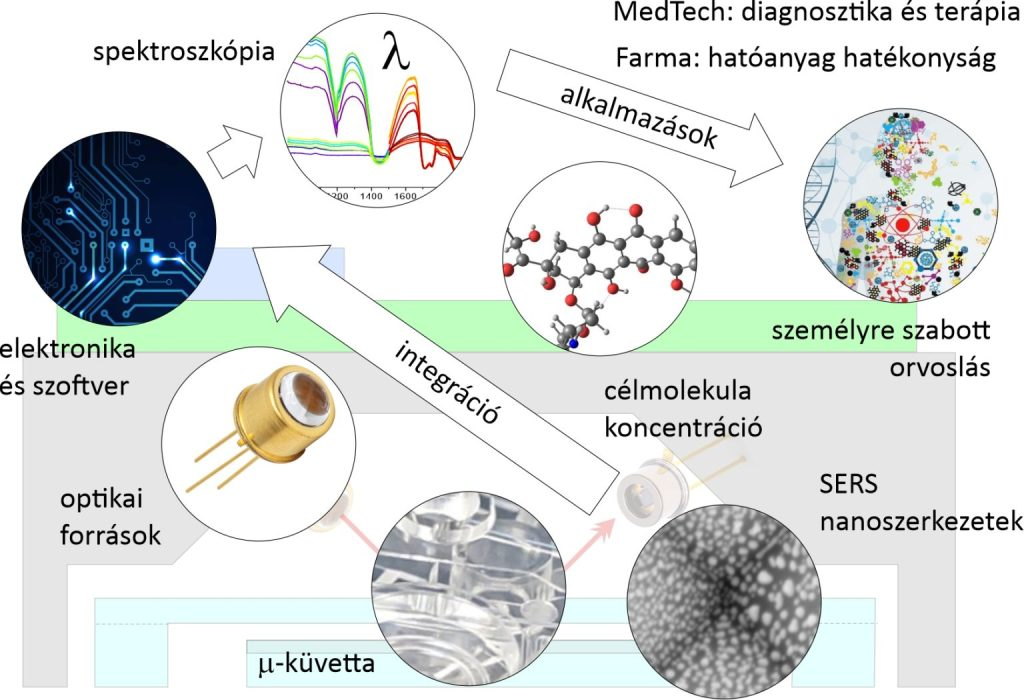 MedTech: diagnosztika és terápia
Farma: hatóanyag hatékonyság
spektroszkópia
λ
alkalmazások
1400
1600
személyre szabott
orvoslás
elektronika
és szoftver
integráció
célmolekula
koncentráció
optikai
források
SERS
nanoszerkezetek
μ-küvetta